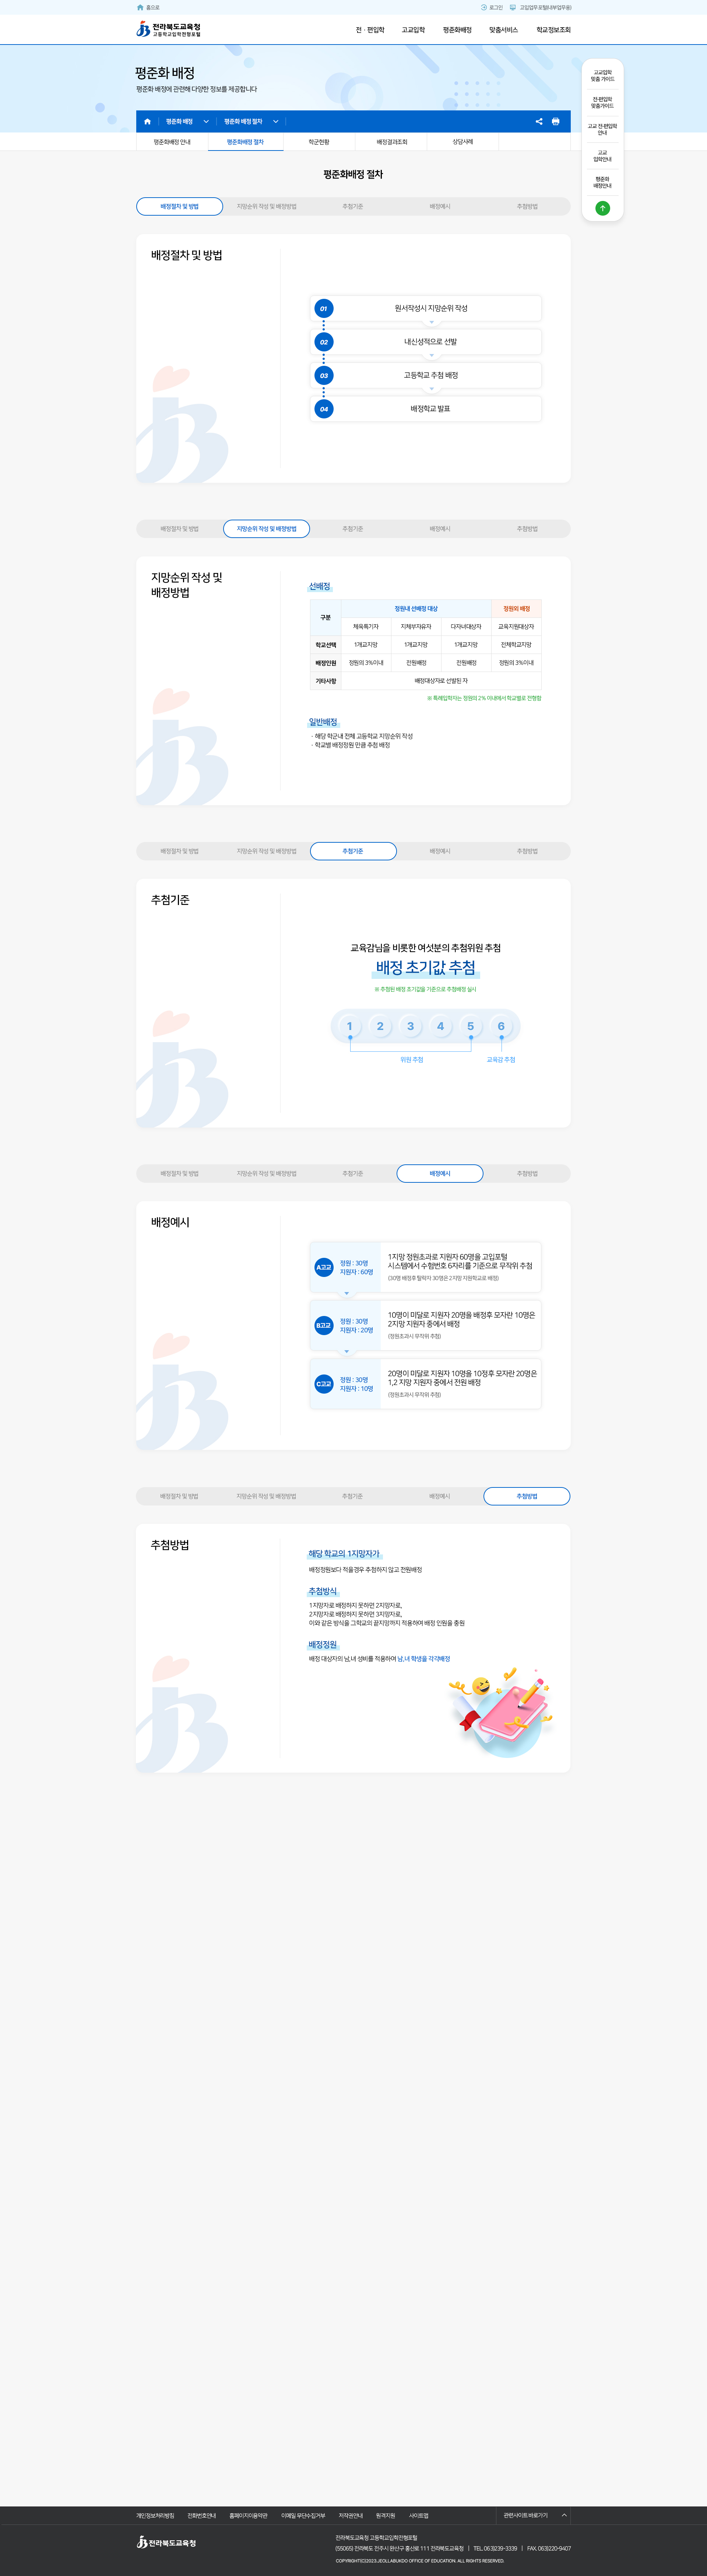 홈으로
로그인
고입업무포털(내부업무용)
전라북도교육청
고등학교입학전형포털
전 · 편입학
고교입학
평준화배정
맞춤서비스
학교정보조회
평준화 배정
평준화 배정에 관련해 다양한 정보를 제공합니다
고교입학
맞춤 가이드
전·편입학
맞춤가이드
고교 전·편입학
안내
고교
입학안내
평준화
배정안내
평준화 배정
평준화 배정 절차
평준화배정 안내
평준화배정 절차
학군현황
배정결과조회
상담사례
평준화배정 절차
배정절차 및 방법
지망순위 작성 및 배정방법
추첨기준
배정예시
추첨방법
배정절차 및 방법
01
원서작성시 지망순위 작성
02
내신성적으로 선발
03
고등학교 추첨 배정
04
배정학교 발표
배정절차 및 방법
지망순위 작성 및 배정방법
추첨기준
배정예시
추첨방법
지망순위 작성 및
배정방법
선배정
구분
정원내 선배정 대상
정원외 배정
체육특기자
지체부자유자
다자녀대상자
교육지원대상자
학교선택
1개교지망
1개교지망
1개교지망
전체학교지망
배정인원
정원의 3%이내
전원배정
전원배정
정원외 3%이내
기타사항
배정대상자로 선발된 자
※ 특례입학자는 정원의 2% 이내에서 학교별로 전형함
일반배정
· 해당 학군내 전체 고등학교 지망순위 작성
· 학교별 배정정원 만큼 추첨 배정
배정절차 및 방법
지망순위 작성 및 배정방법
추첨기준
배정예시
추첨방법
추첨기준
교육감님을 비롯한 여섯분의 추첨위원 추첨
배정 초기값 추첨
※ 추첨된 배정 초기값을 기준으로 추첨배정 실시
1
2
3
4
5
6
위원 추첨
교육감 추첨
배정절차 및 방법
지망순위 작성 및 배정방법
추첨기준
배정예시
추첨방법
배정예시
A고교
정원 : 30명
지원자 : 60명
1지망 정원초과로 지원자 60명을 고입포털
시스템에서 수험번호 6자리를 기준으로 무작위 추첨
(30명 배정후 탈락자 30명은 2지망 지원학교로 배정)
B고교
정원 : 30명
지원자 : 20명
10명이 미달로 지원자 20명을 배정후 모자란 10명은
2지망 지원자 중에서 배정
(정원초과시 무작위 추첨)
C고교
정원 : 30명
지원자 : 10명
20명이 미달로 지원자 10명을 10정후 모자란 20명은
1,2 지망 지원자 중에서 전원 배정
(정원초과시 무작위 추첨)
배정절차 및 방법
지망순위 작성 및 배정방법
추첨기준
배정예시
추첨방법
추첨방법
해당 학교의 1지망자가
배정정원보다 적을경우 추첨하지 않고 전원배정
추첨방식
1지망자로 배정하지 못하면 2지망자로,
2지망자로 배정하지 못하면 3지망자로,
이와 같은 방식을 그학교의 끝지망까지 적용하여 배정 인원을 충원
배정정원
배정 대상자의 남,녀 성비를 적용하여 남,녀 학생을 각각배정
개인정보처리방침
전화번호안내
홈페이지이용약관
이메일 무단수집거부
저작권안내
원격지원
사이트맵
관련사이트 바로가기
전라북도교육청
전라북도교육청 고등학교입학전형포털
(55065) 전라북도 전주시 완산구 홍산로 111 전라북도교육청 | TEL. 063)239-3339 | FAX. 063)220-9407
COPYRIGHT(C)2023.JEOLLABUKDO OFFICE OF EDUCATION. ALL RIGHTS RESERVED.